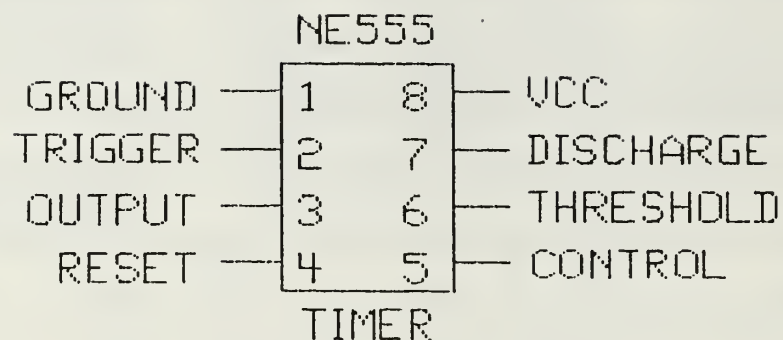 NE555
GROUND 1 8 VCC
TRIGGER 2 7 DISCHARGE
OUTPUT 3 6 THRESHOLD
RESET 4 5 CONTROL
TIMER